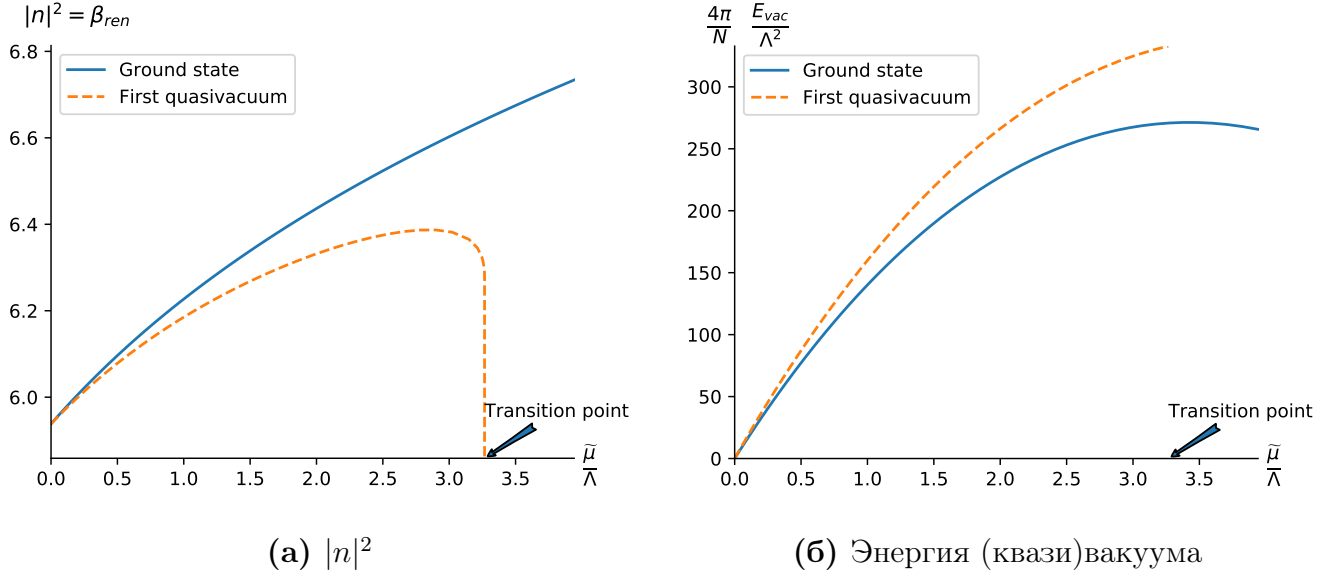 |n|² = β_ren
6.8
6.6
6.4
6.2
6.0
Ground state
First quasivacuum
Transition point
0.0 0.5 1.0 1.5 2.0 2.5 3.0 3.5
μ̃/Λ
(а) |n|²
4π/N E_vac/Λ²
300
250
200
150
100
50
0
Ground state
First quasivacuum
Transition point
0.0 0.5 1.0 1.5 2.0 2.5 3.0 3.5
μ̃/Λ
(б) Энергия (квази)вакуума